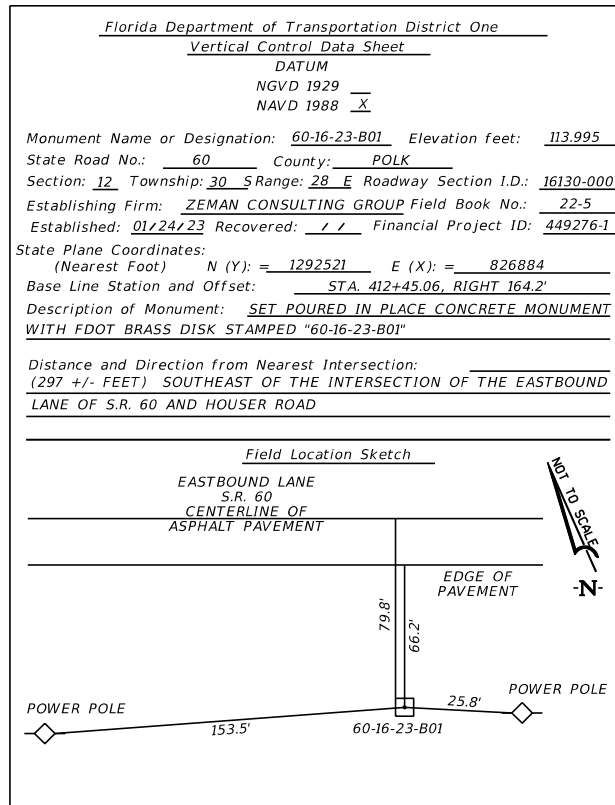 Florida Department of Transportation District One
Vertical Control Data Sheet
DATUM
NGVD 1929
NAVD 1988 X
Monument Name or Designation: 60-16-23-B01 Elevation feet: 113.995
State Road No.: 60 County: POLK
Section: 12 Township: 30 S Range: 28 E Roadway Section I.D.: 16130-000
Establishing Firm: ZEMAN CONSULTING GROUP Field Book No.: 22-5
Established: 01/24/23 Recovered: / / Financial Project ID: 449276-1
State Plane Coordinates:
(Nearest Foot) N (Y): = 1292521 E (X): = 826884
Base Line Station and Offset: STA. 412+45.06, RIGHT 164.2'
Description of Monument: SET POURED IN PLACE CONCRETE MONUMENT
WITH FDOT BRASS DISK STAMPED "60-16-23-B01"
Distance and Direction from Nearest Intersection:
(297 +/- FEET) SOUTHEAST OF THE INTERSECTION OF THE EASTBOUND
LANE OF S.R. 60 AND HOUSER ROAD
Field Location Sketch
EASTBOUND LANE
S.R. 60
CENTERLINE OF
ASPHALT PAVEMENT
NOT TO SCALE
-N-
EDGE OF
PAVEMENT
79.8'
66.2'
POWER POLE
153.5'
60-16-23-B01
25.8'
POWER POLE